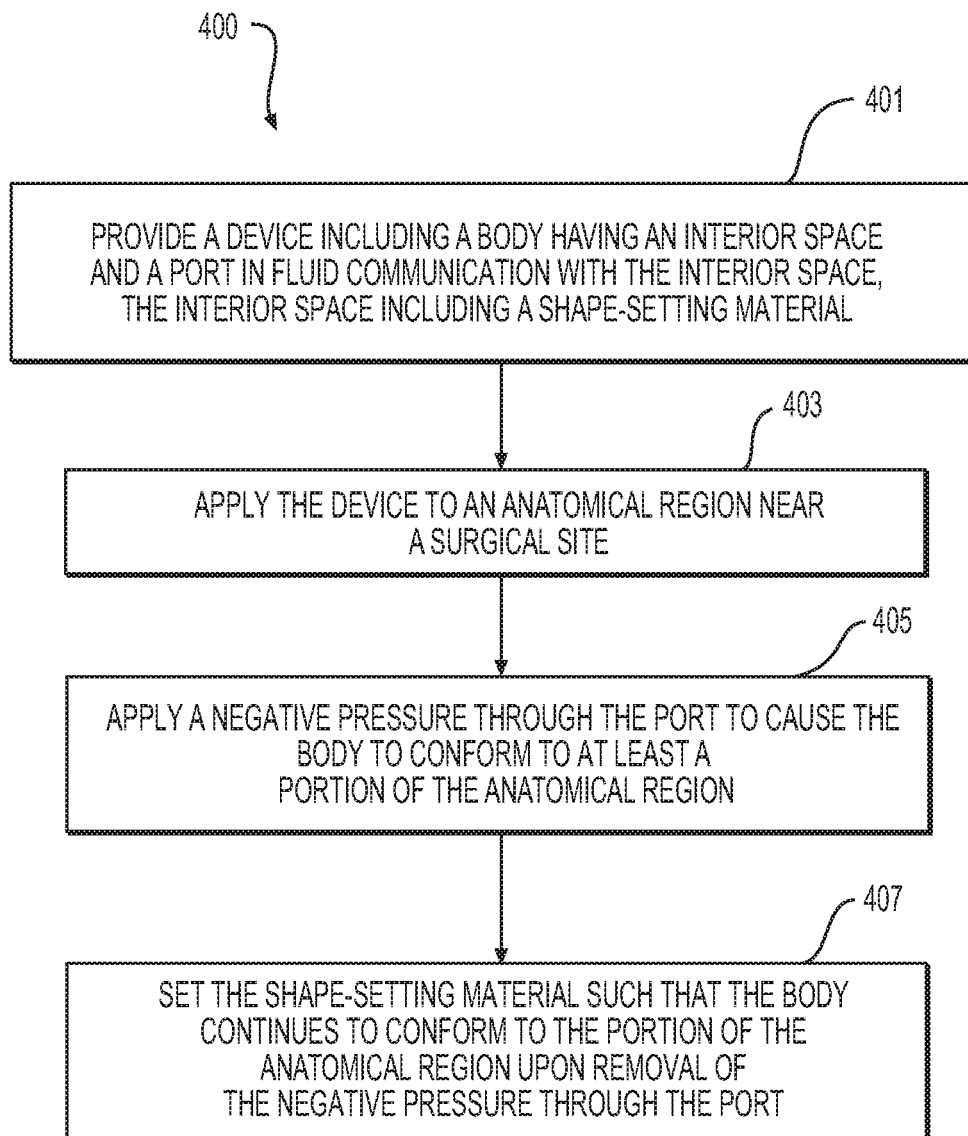 400
401
PROVIDE A DEVICE INCLUDING A BODY HAVING AN INTERIOR SPACE
AND A PORT IN FLUID COMMUNICATION WITH THE INTERIOR SPACE,
THE INTERIOR SPACE INCLUDING A SHAPE-SETTING MATERIAL
403
APPLY THE DEVICE TO AN ANATOMICAL REGION NEAR
A SURGICAL SITE
405
APPLY A NEGATIVE PRESSURE THROUGH THE PORT TO CAUSE THE
BODY TO CONFORM TO AT LEAST A
PORTION OF THE ANATOMICAL REGION
407
SET THE SHAPE-SETTING MATERIAL SUCH THAT THE BODY
CONTINUES TO CONFORM TO THE PORTION OF THE
ANATOMICAL REGION UPON REMOVAL OF
THE NEGATIVE PRESSURE THROUGH THE PORT